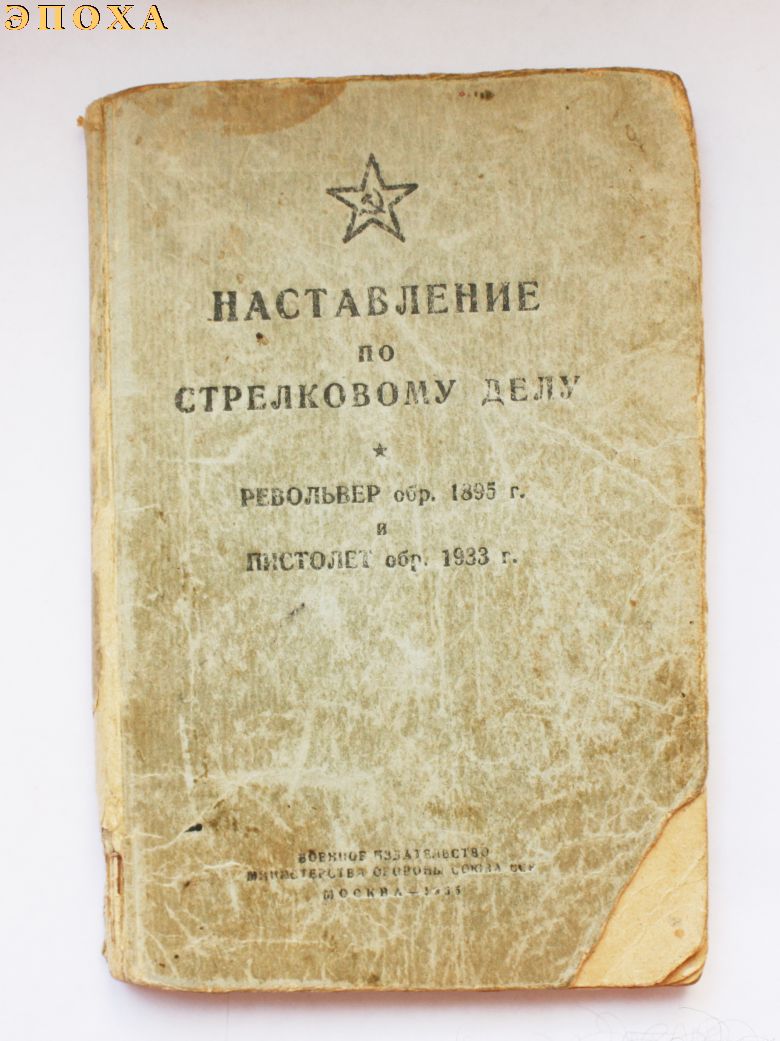 ЭПОХА
НАСТАВЛЕНИЕ
ПО
СТРЕЛКОВОМУ ДЕЛУ
РЕВОЛЬВЕР обр. 1895 г.
и
ПИСТОЛЕТ обр. 1933 г.
ВОЕННОЕ ИЗДАТЕЛЬСТВО
МИНИСТЕРСТВА ОБОРОНЫ СОЮЗА ССР
МОСКВА —